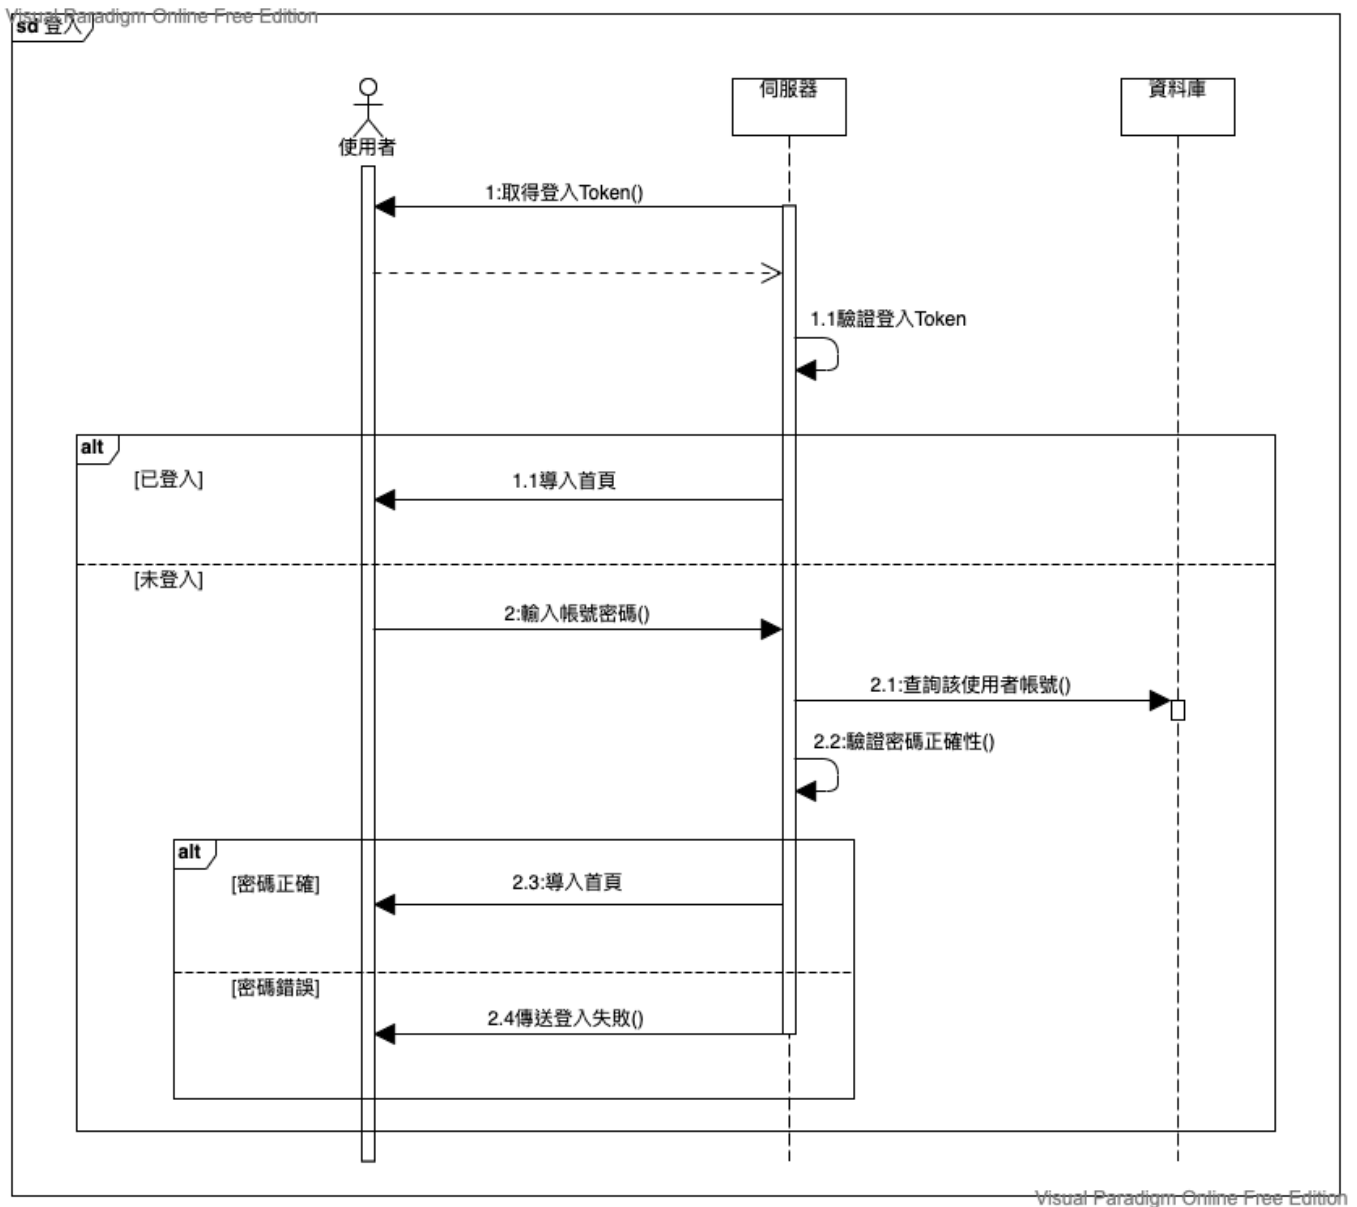 Visual Paradigm Online Free Edition
sd 登入
使用者
伺服器
資料庫
1:取得登入Token()
1.1驗證登入Token
alt
[已登入]
1.1導入首頁
[未登入]
2:輸入帳號密碼()
2.1:查詢該使用者帳號()
2.2:驗證密碼正確性()
alt
[密碼正確]
2.3:導入首頁
[密碼錯誤]
2.4傳送登入失敗()
Visual Paradigm Online Free Edition